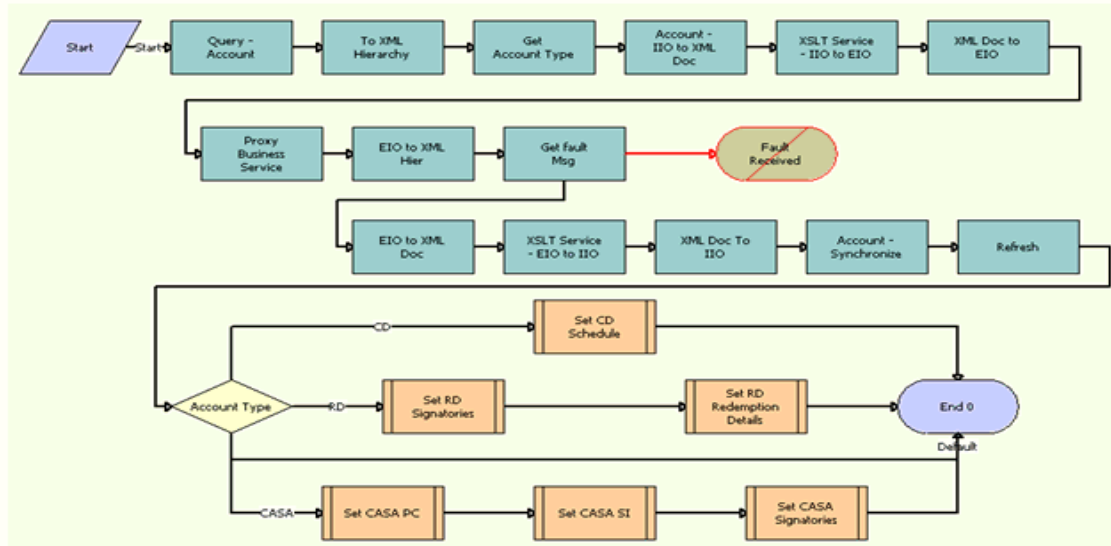 Start
Start
Query -
Account
To XML
Hierarchy
Get
Account Type
Account -
IIO to XML
Doc
XSLT Service
- IIO to EIO
XML Doc to
EIO
Proxy
Business
Service
EIO to XML
Hier
Get fault
Msg
Fault
Received
EIO to XML
Doc
XSLT Service
- EIO to IIO
XML Doc To
IIO
Account -
Synchronize
Refresh
CD
Set CD
Schedule
Account Type
RD
Set RD
Signatories
Set RD
Redemption
Details
End 0
Default
CASA
Set CASA PC
Set CASA SI
Set CASA
Signatories